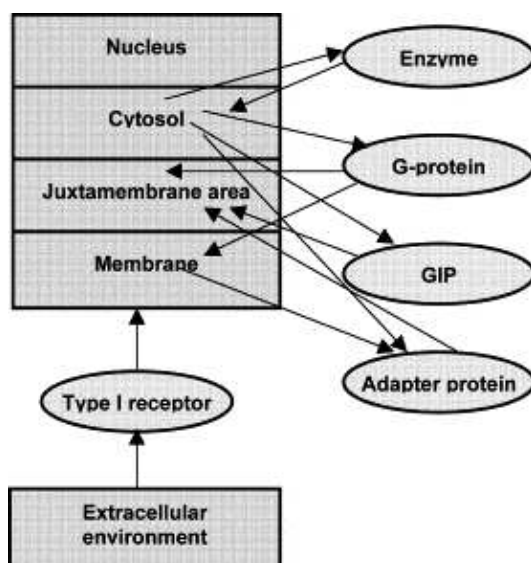 Nucleus
Enzyme
Cytosol
G-protein
Juxtamembrane area
Membrane
GIP
Adapter protein
Type I receptor
Extracellular
environment